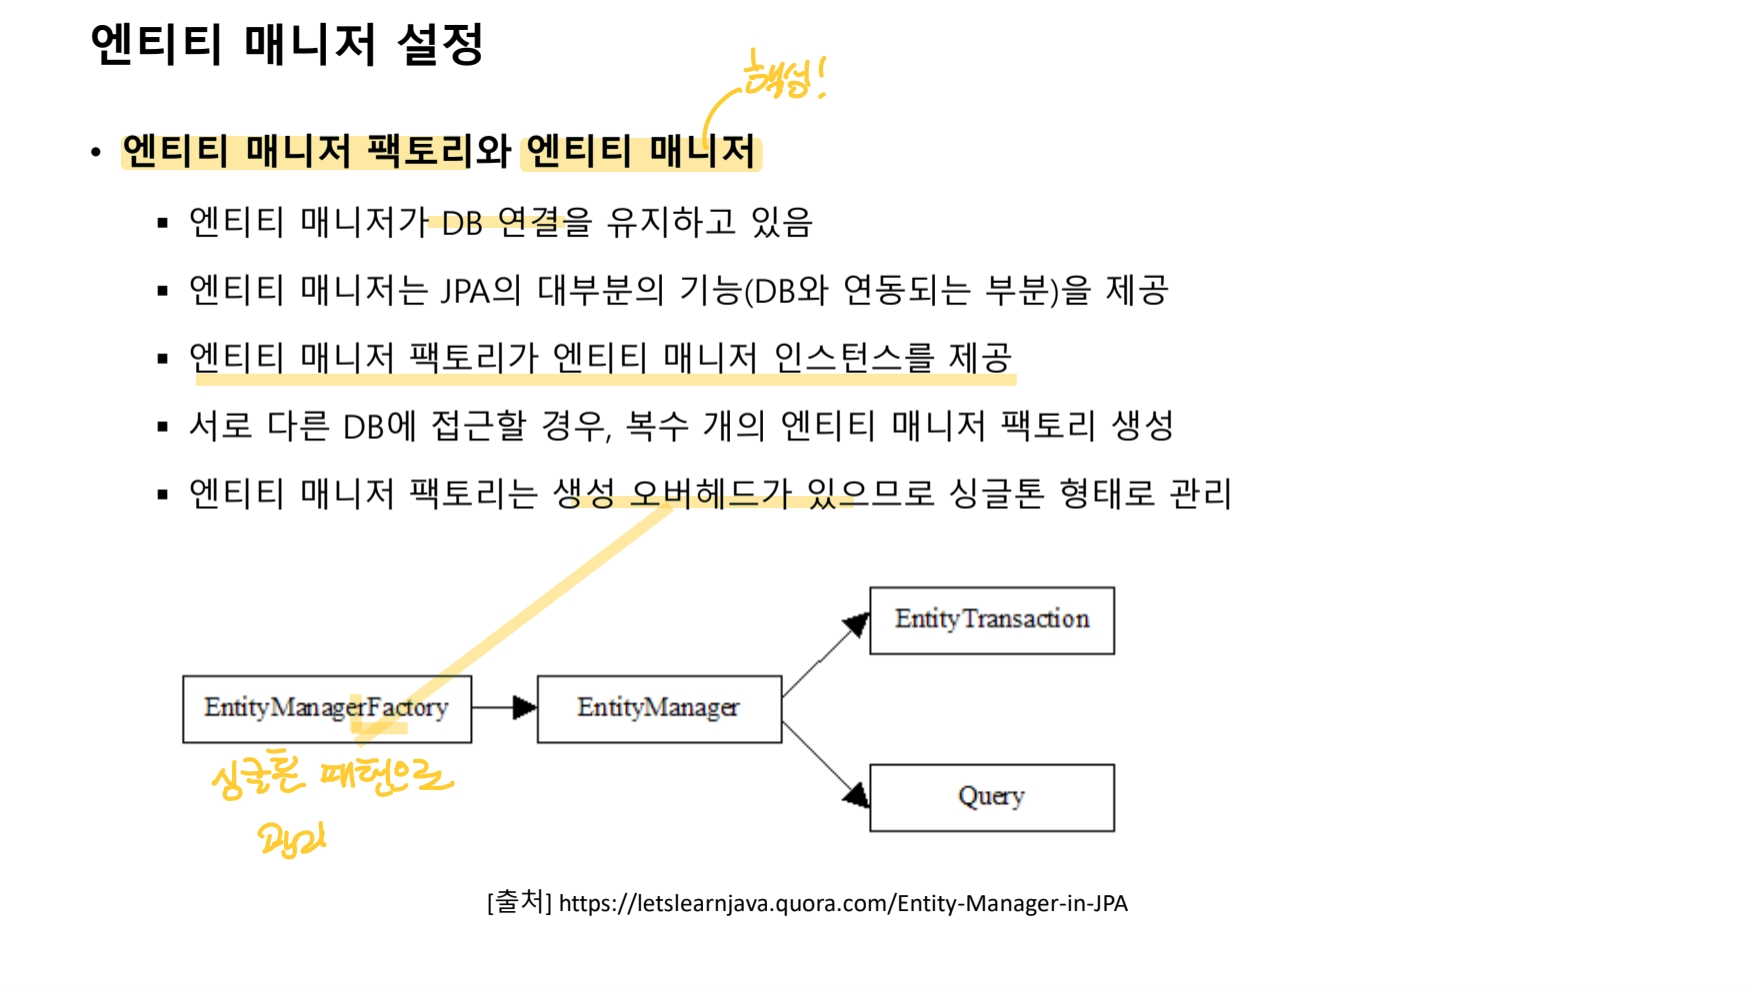 엔티티 매니저 설정
핵심!
• 엔티티 매니저 팩토리와 엔티티 매니저
▪ 엔티티 매니저가 DB 연결을 유지하고 있음
▪ 엔티티 매니저는 JPA의 대부분의 기능(DB와 연동되는 부분)을 제공
▪ 엔티티 매니저 팩토리가 엔티티 매니저 인스턴스를 제공
▪ 서로 다른 DB에 접근할 경우, 복수 개의 엔티티 매니저 팩토리 생성
▪ 엔티티 매니저 팩토리는 생성 오버헤드가 있으므로 싱글톤 형태로 관리
EntityTransaction
EntityManagerFactory
EntityManager
싱글톤 패턴으로
관리
Query
[출처] https://letslearnjava.quora.com/Entity-Manager-in-JPA